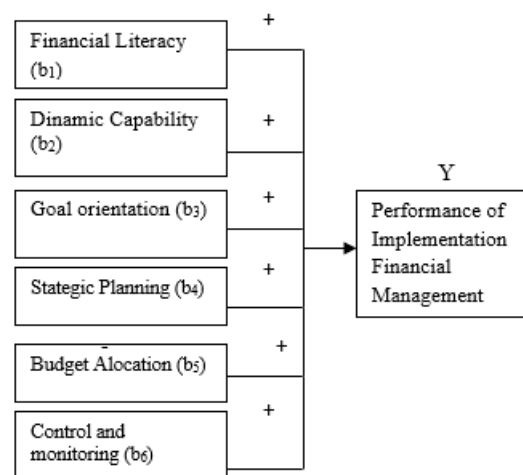 +
Financial Literacy
(b1)
+
Dinamic Capability
(b2)
+
Goal orientation (b3)
+
Stategic Planning (b4)
+
Budget Alocation (b5)
+
Control and
monitoring (b6)
Y
Performance of
Implementation
Financial
Management